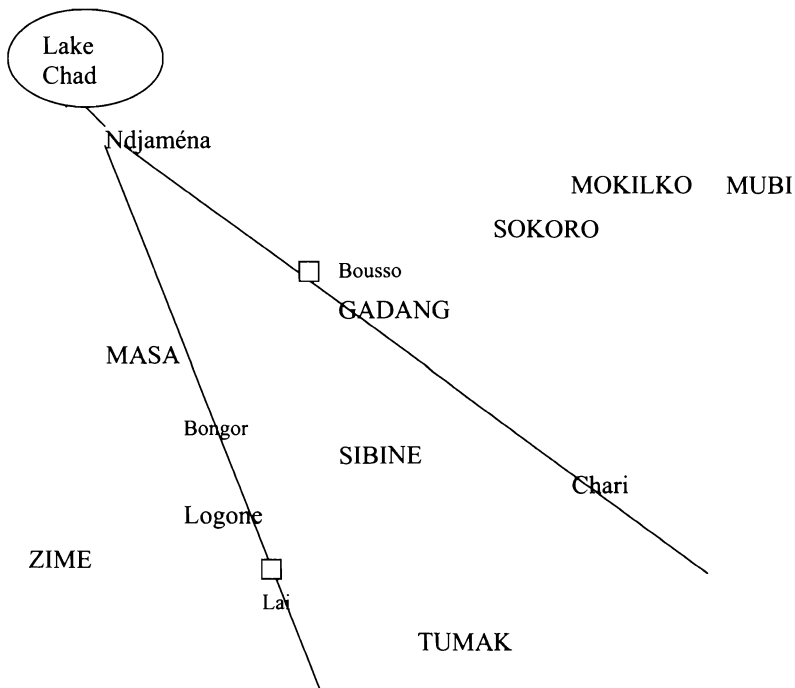 Lake
Chad
Ndjaména
MOKILKO MUBI
SOKORO
Bousso
GADANG
MASA
Bongor
SIBINE
Chari
Logone
ZIME
Lai
TUMAK